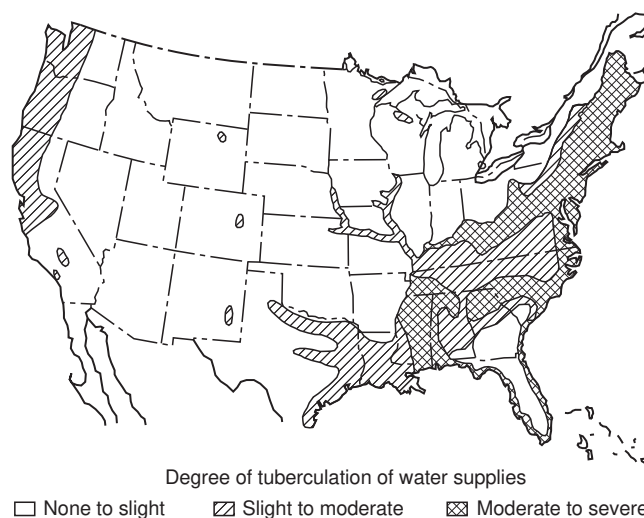 Degree of tuberculation of water supplies
None to slight Slight to moderate Moderate to severe